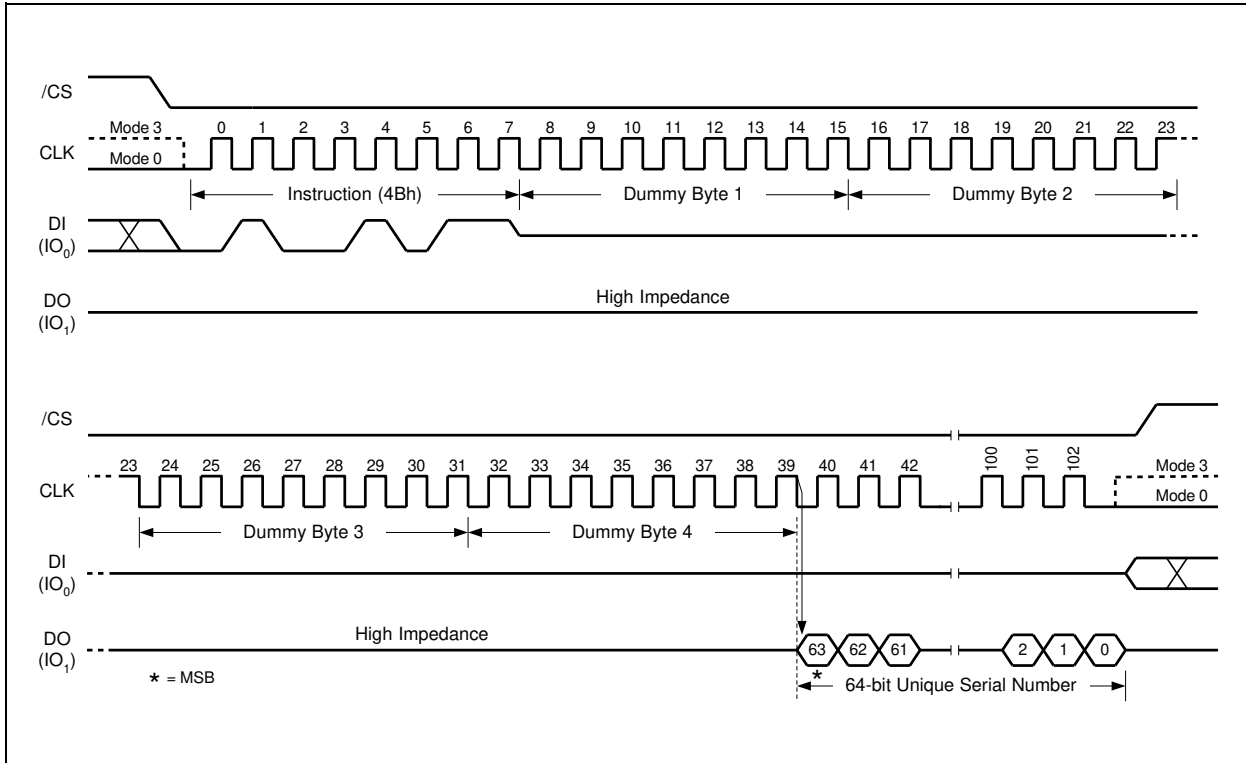 /CS
Mode 3
0 1 2 3 4 5 6 7 8 9 10 11 12 13 14 15 16 17 18 19 20 21 22 23
CLK
Mode 0
Instruction (4Bh) Dummy Byte 1 Dummy Byte 2
DI
(IO0)
High Impedance
DO
(IO1)
/CS
23 24 25 26 27 28 29 30 31 32 33 34 35 36 37 38 39 40 41 42 100 101 102
Mode 3
CLK
Mode 0
Dummy Byte 3 Dummy Byte 4
DI
(IO0)
High Impedance
DO
(IO1)
63 62 61 2 1 0
* = MSB
*
64-bit Unique Serial Number